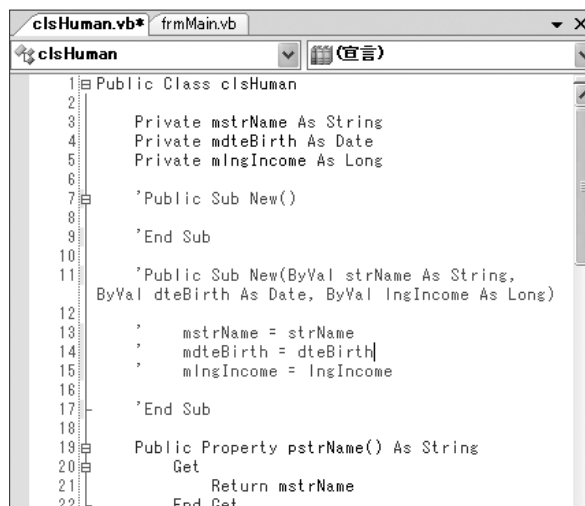 clsHuman.vb* frmMain.vb
clsHuman (宣言)
1 Public Class clsHuman
2
3 Private mstrName As String
4 Private mdteBirth As Date
5 Private mlngIncome As Long
6
7 'Public Sub New()
8
9 'End Sub
10
11 'Public Sub New(ByVal strName As String,
ByVal dteBirth As Date, ByVal lngIncome As Long)
12
13 '    mstrName = strName
14 '    mdteBirth = dteBirth
15 '    mlngIncome = lngIncome
16
17 'End Sub
18
19 Public Property pstrName() As String
20 Get
21 Return mstrName
22 End Get